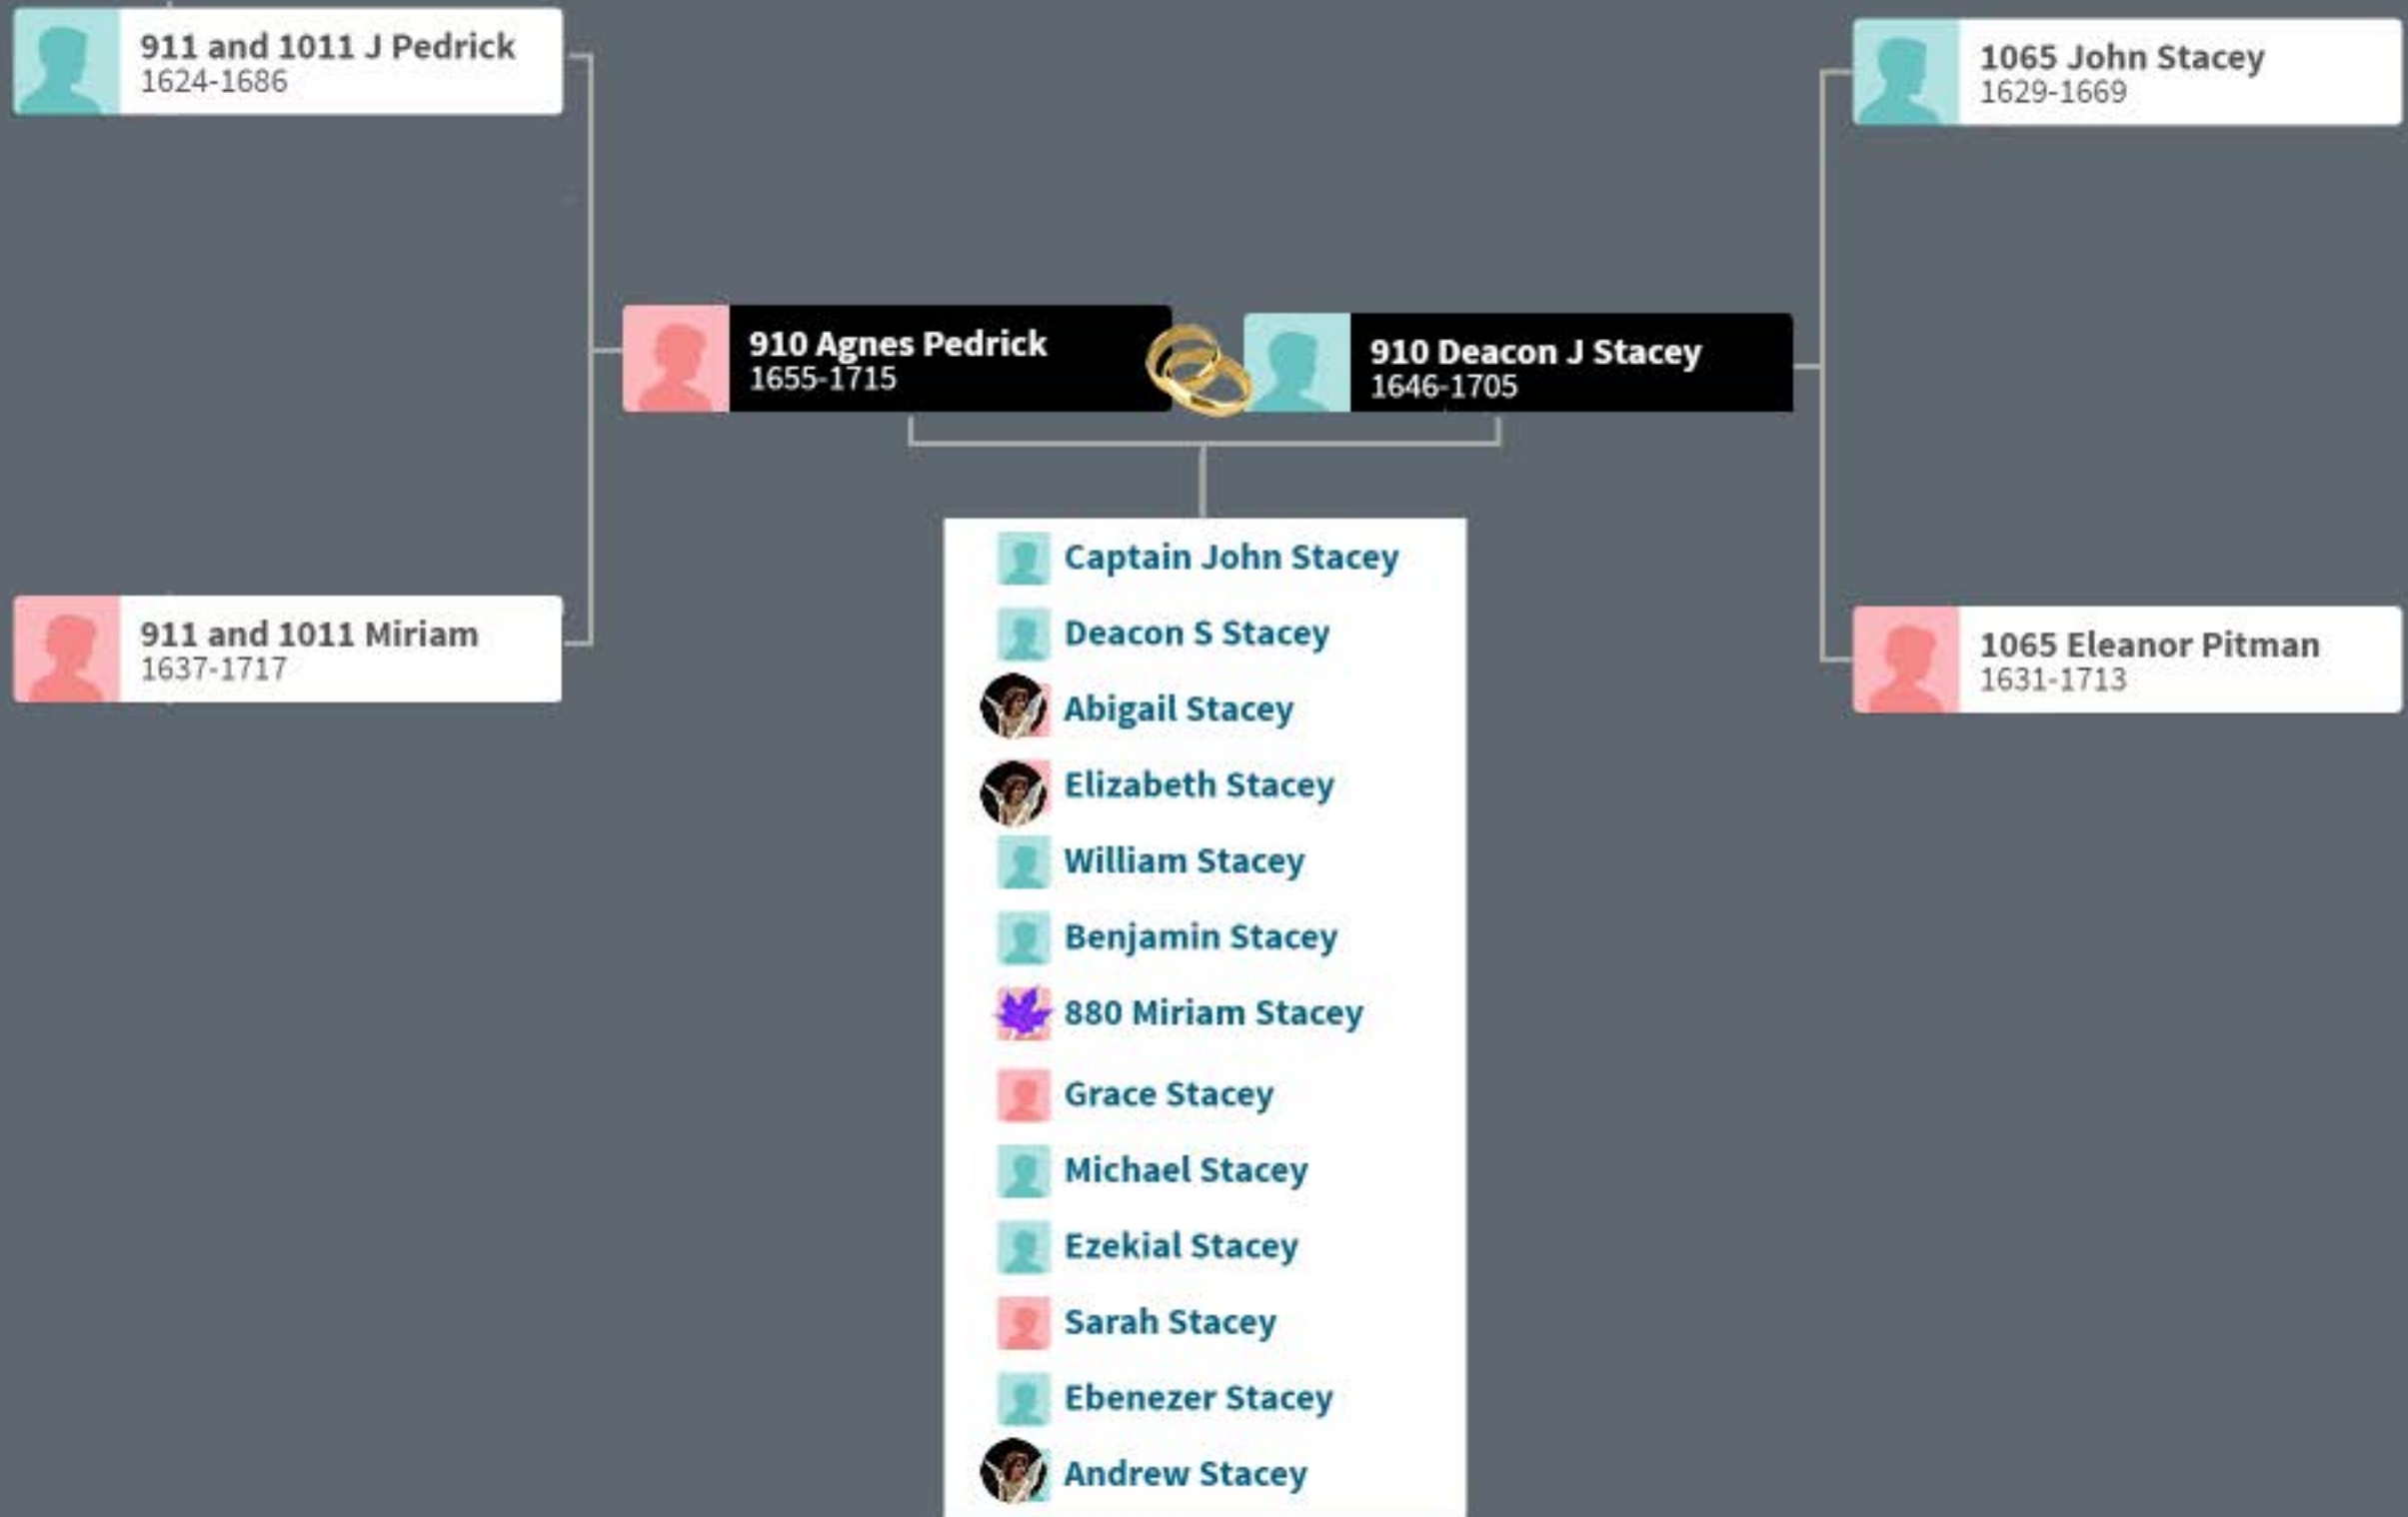 911 and 1011 J Pedrick
1624-1686
1065 John Stacey
1629-1669
910 Agnes Pedrick
1655-1715
910 Deacon J Stacey
1646-1705
911 and 1011 Miriam
1637-1717
1065 Eleanor Pitman
1631-1713
Captain John Stacey
Deacon S Stacey
Abigail Stacey
Elizabeth Stacey
William Stacey
Benjamin Stacey
880 Miriam Stacey
Grace Stacey
Michael Stacey
Ezekial Stacey
Sarah Stacey
Ebenezer Stacey
Andrew Stacey